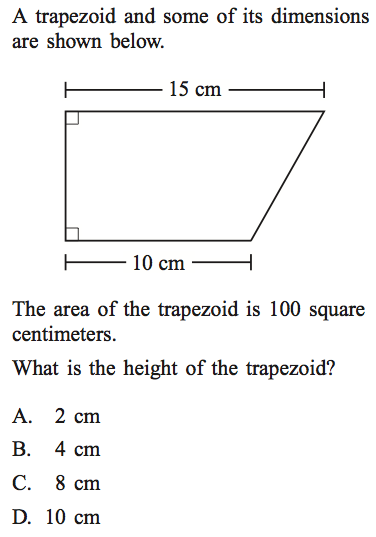 A trapezoid and some of its dimensions
are shown below.
15 cm
10 cm
The area of the trapezoid is 100 square
centimeters.
What is the height of the trapezoid?
A. 2 cm
B. 4 cm
C. 8 cm
D. 10 cm